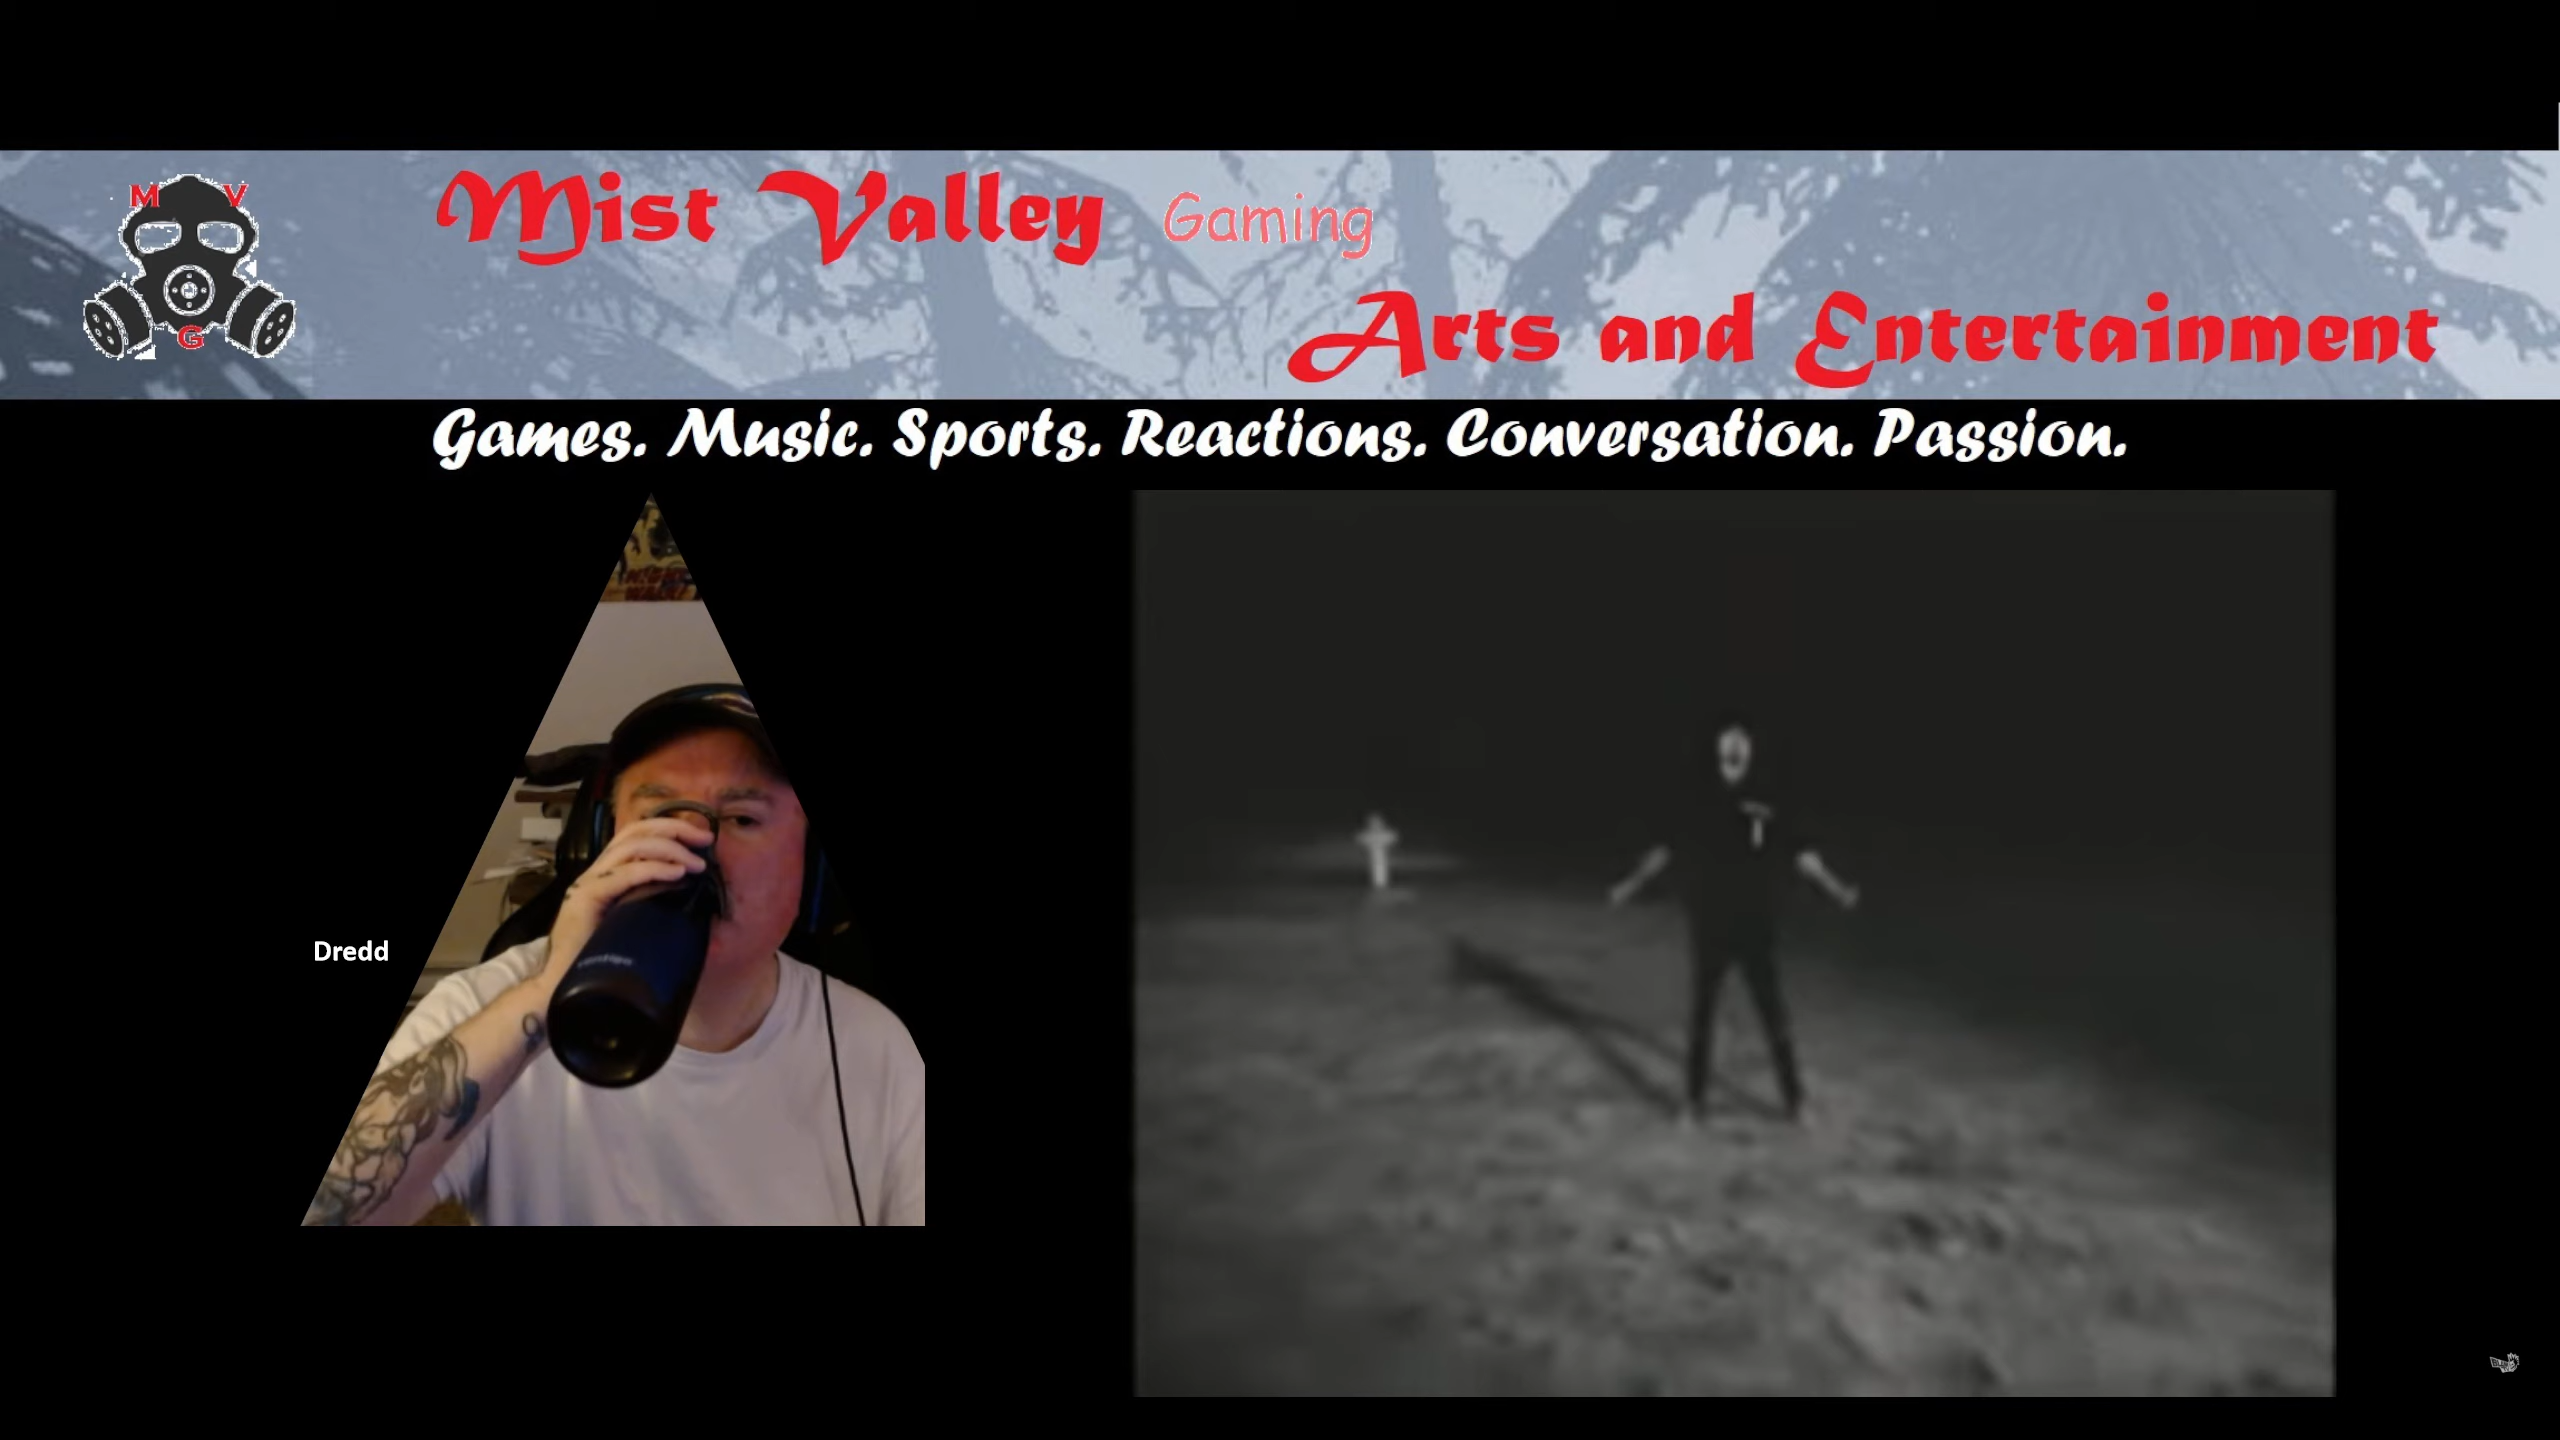 M V
G
Mist Valley Gaming
Arts and Entertainment
Games. Music. Sports. Reactions. Conversation. Passion.
Dredd